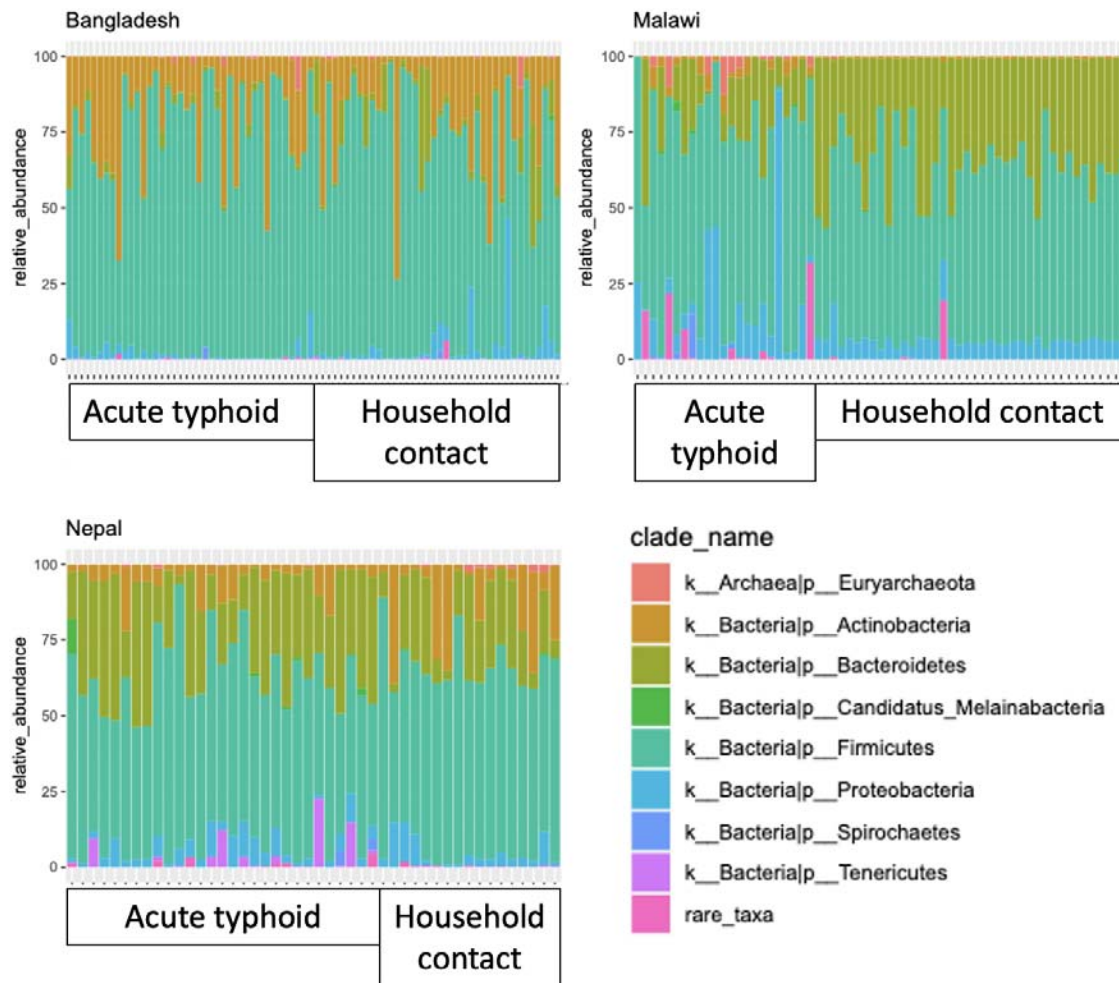 Bangladesh
100
75
50
25
0
relative_abundance
Acute typhoid
Household
contact
Malawi
100
75
50
25
0
relative_abundance
Acute
typhoid
Household contact
Nepal
100
75
50
25
0
relative_abundance
Acute typhoid
Household
contact
clade_name
k__Archaea|p__Euryarchaeota
k__Bacteria|p__Actinobacteria
k__Bacteria|p__Bacteroidetes
k__Bacteria|p__Candidatus_Melainabacteria
k__Bacteria|p__Firmicutes
k__Bacteria|p__Proteobacteria
k__Bacteria|p__Spirochaetes
k__Bacteria|p__Tenericutes
rare_taxa